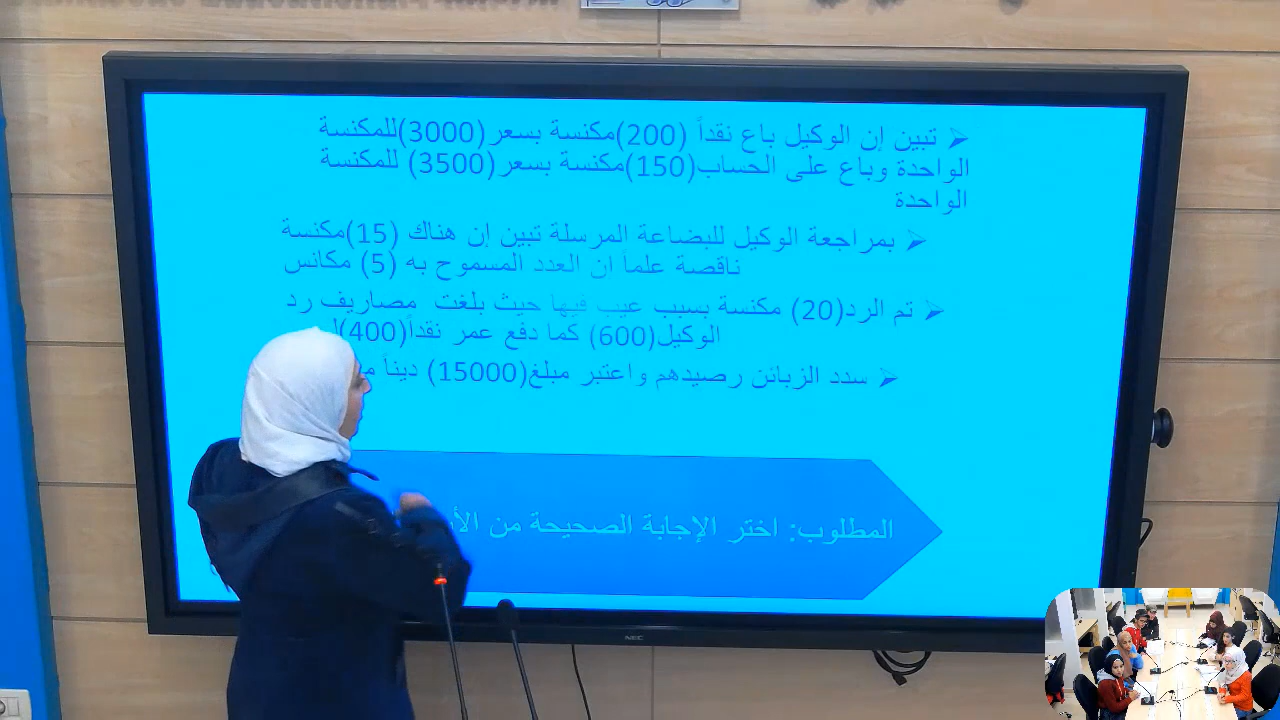 تبين إن الوكيل باع نقداً (200)مكنسة بسعر(3000)للمكنسة
الواحدة وباع على الحساب(150)مكنسة بسعر(3500) للمكنسة
الواحدة
بمراجعة الوكيل للبضاعة المرسلة تبين إن هناك (15)مكنسة
ناقصة علماً ان العدد المسموح به (5) مكانس
تم الرد(20) مكنسة بسبب عيب فيها حيث بلغت مصاريف رد
الوكيل(600) كما دفع عمر نقداً(400)
سدد الزبائن رصيدهم واعتبر مبلغ(15000) ديناً
المطلوب: اختر الإجابة الصحيحة من
NEC